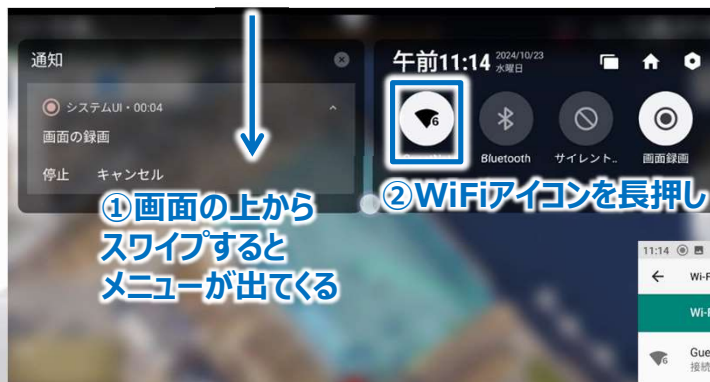 通知
システムUI・00:04
画面の録画
停止 キャンセル
午前11:14 2024/10/23
水曜日
6
Bluetooth サイレント.. 画面録画
①画面の上から
スワイプすると
メニューが出てくる
②WiFiアイコンを長押し
11:14
Wi-F
Wi-F
6
Gue
接続